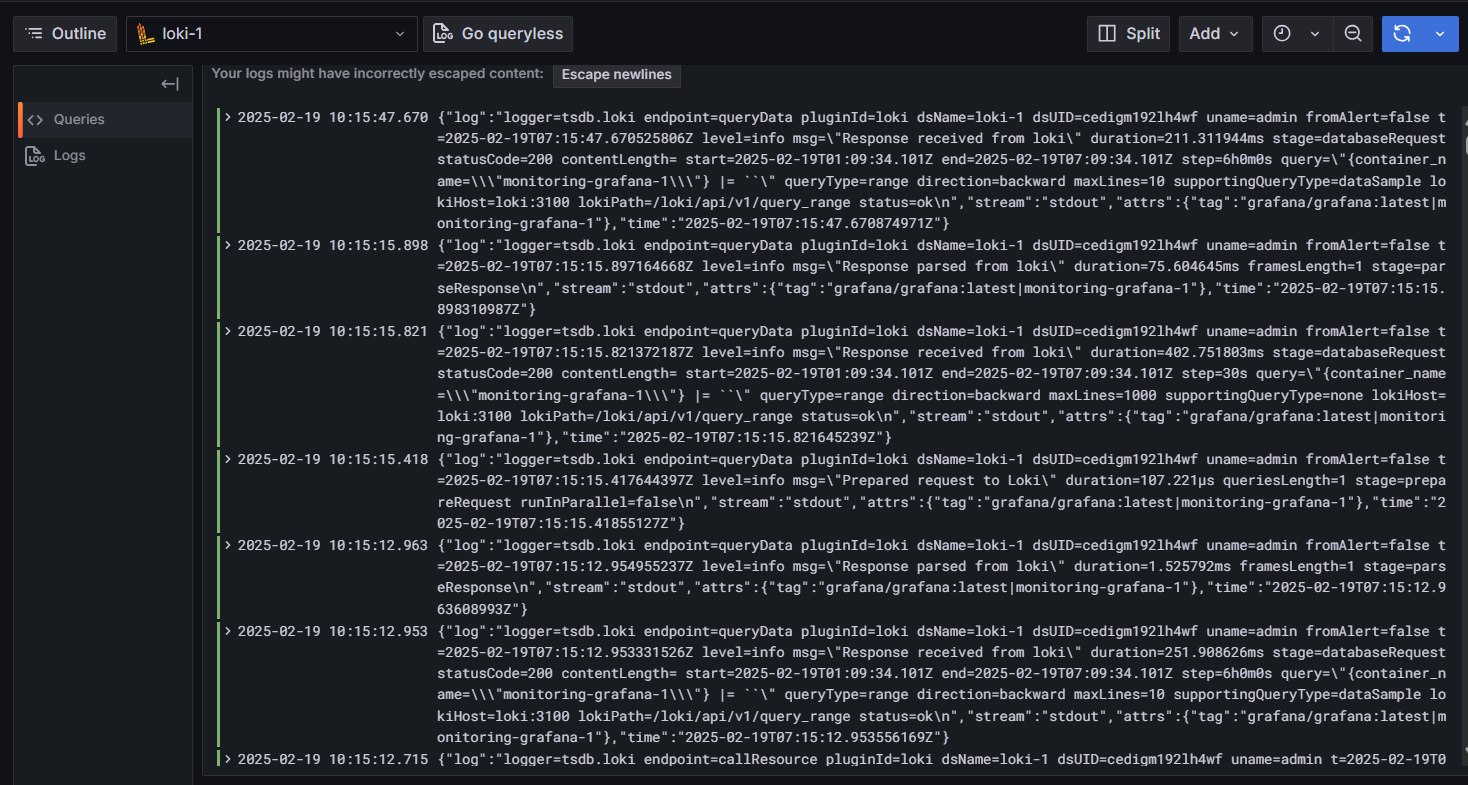 Outline
loki-1
Go queryless
Split
Add
Your logs might have incorrectly escaped content:
Escape newlines
Queries
Logs
2025-02-19 10:15:47.670 {"log":"logger=tsdb.loki endpoint=queryData pluginId=loki dsName=loki-1 dsUID=cedigm192lh4wf uname=admin fromAlert=false t
=2025-02-19T07:15:47.670525806Z level=info msg=\"Response received from loki\" duration=211.311944ms stage=databaseRequest
statusCode=200 contentLength= start=2025-02-19T01:09:34.101Z end=2025-02-19T07:09:34.101Z step=6h0m0s query=\"{container_n
ame=\\\"monitoring-grafana-1\\\"} |= ``\" queryType=range direction=backward maxLines=10 supportingQueryType=dataSample lo
kiHost=loki:3100 lokiPath=/loki/api/v1/query_range status=ok\n","stream":"stdout","attrs":{"tag":"grafana/grafana:latest|m
onitoring-grafana-1"},"time":"2025-02-19T07:15:47.670874971Z"}
2025-02-19 10:15:15.898 {"log":"logger=tsdb.loki endpoint=queryData pluginId=loki dsName=loki-1 dsUID=cedigm192lh4wf uname=admin fromAlert=false t
=2025-02-19T07:15:15.897164668Z level=info msg=\"Response parsed from loki\" duration=75.604645ms framesLength=1 stage=par
seResponse\n","stream":"stdout","attrs":{"tag":"grafana/grafana:latest|monitoring-grafana-1"},"time":"2025-02-19T07:15:15.
898310987Z"}
2025-02-19 10:15:15.821 {"log":"logger=tsdb.loki endpoint=queryData pluginId=loki dsName=loki-1 dsUID=cedigm192lh4wf uname=admin fromAlert=false t
=2025-02-19T07:15:15.821372187Z level=info msg=\"Response received from loki\" duration=402.751803ms stage=databaseRequest
statusCode=200 contentLength= start=2025-02-19T01:09:34.101Z end=2025-02-19T07:09:34.101Z step=30s query=\"{container_name
=\\\"monitoring-grafana-1\\\"} |= ``\" queryType=range direction=backward maxLines=1000 supportingQueryType=none lokiHost=
loki:3100 lokiPath=/loki/api/v1/query_range status=ok\n","stream":"stdout","attrs":{"tag":"grafana/grafana:latest|monitori
ng-grafana-1"},"time":"2025-02-19T07:15:15.821645239Z"}
2025-02-19 10:15:15.418 {"log":"logger=tsdb.loki endpoint=queryData pluginId=loki dsName=loki-1 dsUID=cedigm192lh4wf uname=admin fromAlert=false t
=2025-02-19T07:15:15.417644397Z level=info msg=\"Prepared request to Loki\" duration=107.221µs queriesLength=1 stage=prepa
reRequest runInParallel=false\n","stream":"stdout","attrs":{"tag":"grafana/grafana:latest|monitoring-grafana-1"},"time":"2
025-02-19T07:15:15.41855127Z"}
2025-02-19 10:15:12.963 {"log":"logger=tsdb.loki endpoint=queryData pluginId=loki dsName=loki-1 dsUID=cedigm192lh4wf uname=admin fromAlert=false t
=2025-02-19T07:15:12.954955237Z level=info msg=\"Response parsed from loki\" duration=1.525792ms framesLength=1 stage=pars
eResponse\n","stream":"stdout","attrs":{"tag":"grafana/grafana:latest|monitoring-grafana-1"},"time":"2025-02-19T07:15:12.9
63608993Z"}
2025-02-19 10:15:12.953 {"log":"logger=tsdb.loki endpoint=queryData pluginId=loki dsName=loki-1 dsUID=cedigm192lh4wf uname=admin fromAlert=false t
=2025-02-19T07:15:12.953331526Z level=info msg=\"Response received from loki\" duration=251.908626ms stage=databaseRequest
statusCode=200 contentLength= start=2025-02-19T01:09:34.101Z end=2025-02-19T07:09:34.101Z step=6h0m0s query=\"{container_n
ame=\\\"monitoring-grafana-1\\\"} |= ``\" queryType=range direction=backward maxLines=10 supportingQueryType=dataSample lo
kiHost=loki:3100 lokiPath=/loki/api/v1/query_range status=ok\n","stream":"stdout","attrs":{"tag":"grafana/grafana:latest|m
onitoring-grafana-1"},"time":"2025-02-19T07:15:12.953556169Z"}
2025-02-19 10:15:12.715 {"log":"logger=tsdb.loki endpoint=callResource pluginId=loki dsName=loki-1 dsUID=cedigm192lh4wf uname=admin t=2025-02-19T0